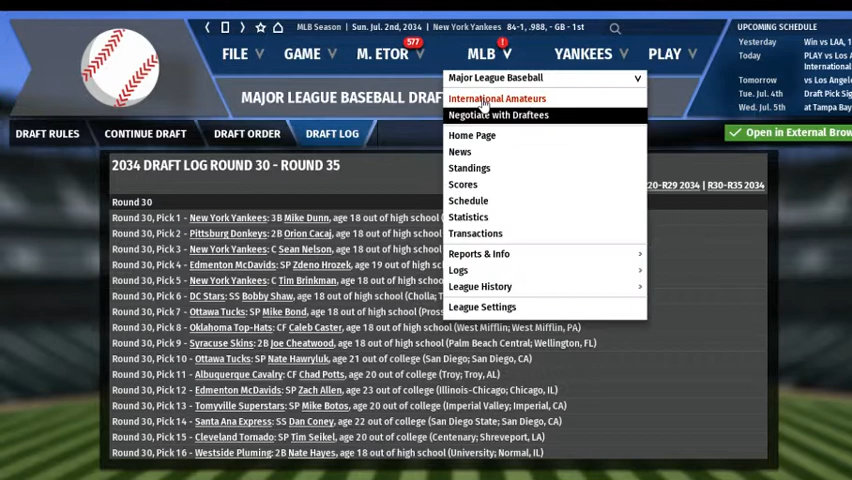 MLB Season | Sun. Jul. 2nd, 2034 | New York Yankees 84-1, .988, - GB - 1st
UPCOMING SCHEDULE
577
!
FILE GAME M. ETOR MLB YANKEES PLAY
Yesterday Win vs LAA, 1
Today PLAY vs Los A
International
Tomorrow vs Los Angele
Tue. Jul. 4th Draft Pick Sig
Wed. Jul. 5th at Tampa Bay
Major League Baseball
MAJOR LEAGUE BASEBALL DRAF
International Amateurs
Negotiate with Draftees
Home Page
News
Standings
Scores
Schedule
Statistics
Transactions
Reports & Info
Logs
League History
League Settings
DRAFT RULES CONTINUE DRAFT DRAFT ORDER DRAFT LOG
Open in External Brow
2034 DRAFT LOG ROUND 30 - ROUND 35
20-R29 2034 | R30-R35 2034
Round 30
Round 30, Pick 1 - New York Yankees: 3B Mike Dunn, age 18 out of high school
Round 30, Pick 2 - Pittsburg Donkeys: 2B Orion Cacaj, age 18 out of high school
Round 30, Pick 3 - New York Yankees: C Sean Nelson, age 18 out of high school
Round 30, Pick 4 - Edmenton McDavids: SP Zdeno Hrozek, age 19 out of high s
Round 30, Pick 5 - New York Yankees: C Tim Brinkman, age 18 out of high schoo
Round 30, Pick 6 - DC Stars: SS Bobby Shaw, age 18 out of high school (Cholla; T
Round 30, Pick 7 - Ottawa Tucks: SP Mike Bond, age 18 out of high school (Pros
Round 30, Pick 8 - Oklahoma Top-Hats: CF Caleb Caster, age 18 out of high school (West Mifflin; West Mifflin, PA)
Round 30, Pick 9 - Syracuse Skins: 2B Joe Cheatwood, age 18 out of high school (Palm Beach Central; Wellington, FL)
Round 30, Pick 10 - Ottawa Tucks: SP Nate Hawryluk, age 21 out of college (San Diego; San Diego, CA)
Round 30, Pick 11 - Albuquerque Cavalry: CF Chad Potts, age 20 out of college (Troy; Troy, AL)
Round 30, Pick 12 - Edmenton McDavids: SP Zach Allen, age 23 out of college (Illinois-Chicago; Chicago, IL)
Round 30, Pick 13 - Tomyville Superstars: SP Mike Botos, age 20 out of college (Imperial Valley; Imperial, CA)
Round 30, Pick 14 - Santa Ana Express: SS Dan Coney, age 22 out of college (San Diego; San Diego, CA)
Round 30, Pick 15 - Cleveland Tornado: SP Tim Seikel, age 20 out of college (Centenary; Shreveport, LA)
Round 30, Pick 16 - Westside Pluming: 2B Nate Hayes, age 18 out of high school (University; Normal, IL)